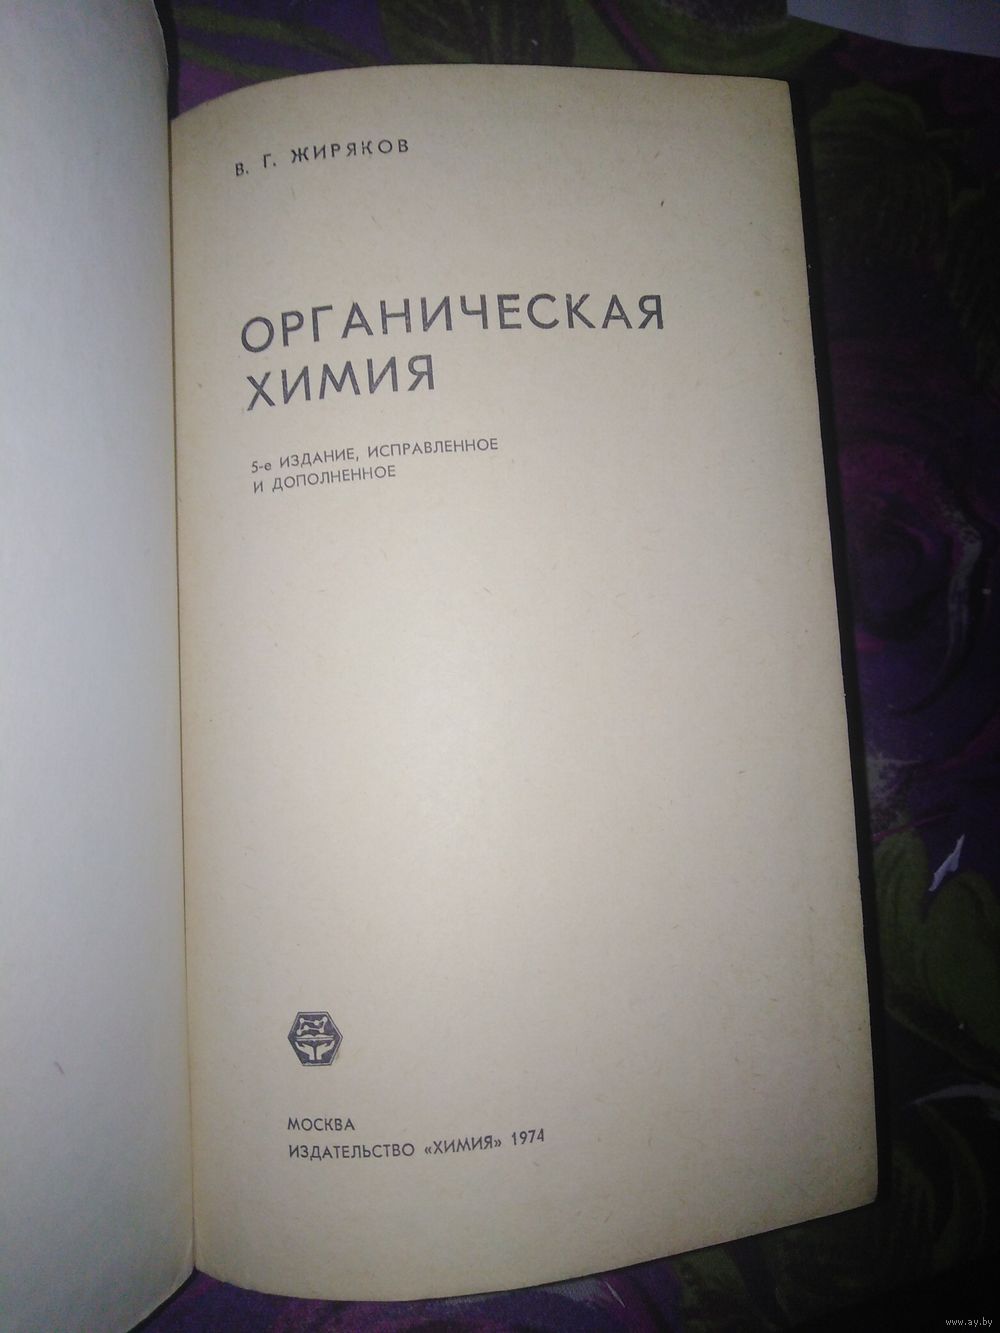 В. Г. ЖИРЯКОВ
ОРГАНИЧЕСКАЯ
ХИМИЯ
5-е ИЗДАНИЕ, ИСПРАВЛЕННОЕ
И ДОПОЛНЕННОЕ
МОСКВА
ИЗДАТЕЛЬСТВО «ХИМИЯ» 1974
www.ay.by